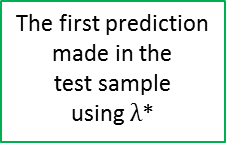 The first prediction
made in the
test sample
using λ*